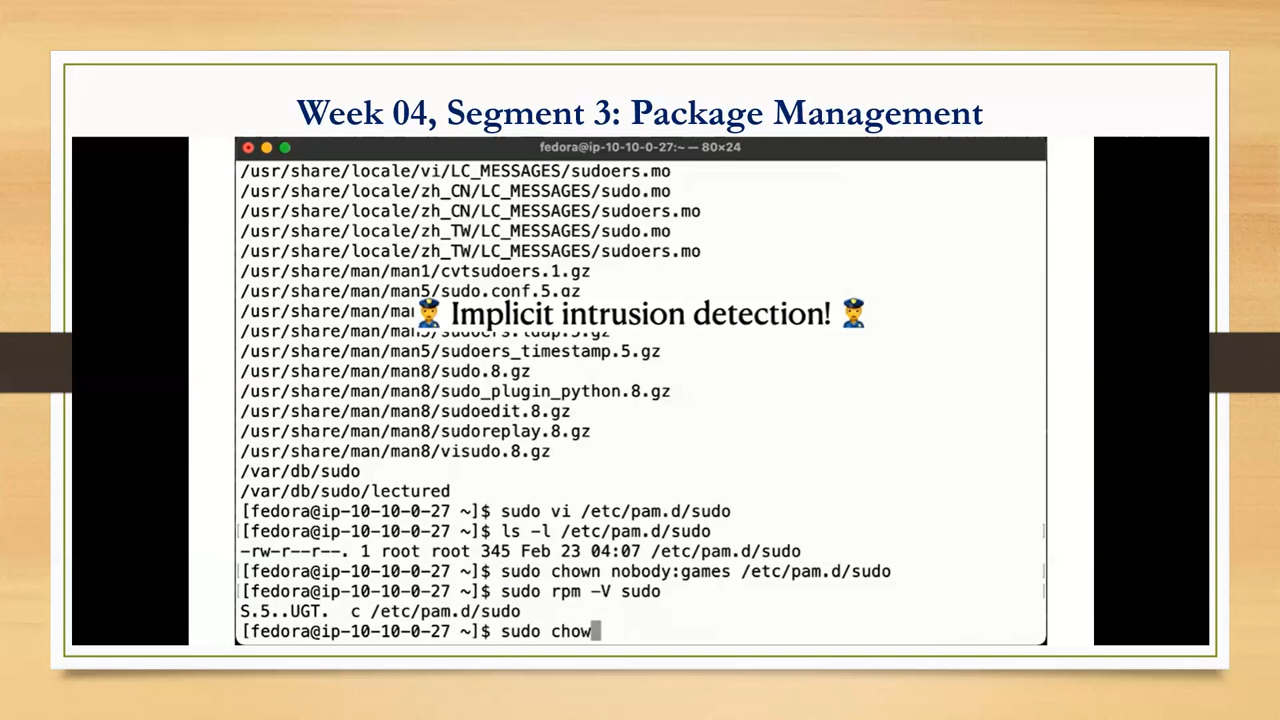 Week 04, Segment 3: Package Management
fedora@ip-10-10-0-27:~ — 80×24
/usr/share/locale/vi/LC_MESSAGES/sudoers.mo
/usr/share/locale/zh_CN/LC_MESSAGES/sudo.mo
/usr/share/locale/zh_CN/LC_MESSAGES/sudoers.mo
/usr/share/locale/zh_TW/LC_MESSAGES/sudo.mo
/usr/share/locale/zh_TW/LC_MESSAGES/sudoers.mo
/usr/share/man/man1/cvtsudoers.1.gz
/usr/share/man/man5/sudo.conf.5.gz
/usr/share/man/ma
👮 Implicit intrusion detection! 👮
/usr/share/man/man5/sudoers.ldap.5.gz
/usr/share/man/man5/sudoers_timestamp.5.gz
/usr/share/man/man8/sudo.8.gz
/usr/share/man/man8/sudo_plugin_python.8.gz
/usr/share/man/man8/sudoedit.8.gz
/usr/share/man/man8/sudoreplay.8.gz
/usr/share/man/man8/visudo.8.gz
/var/db/sudo
/var/db/sudo/lectured
[fedora@ip-10-10-0-27 ~]$ sudo vi /etc/pam.d/sudo
[fedora@ip-10-10-0-27 ~]$ ls -l /etc/pam.d/sudo
-rw-r--r--. 1 root root 345 Feb 23 04:07 /etc/pam.d/sudo
[fedora@ip-10-10-0-27 ~]$ sudo chown nobody:games /etc/pam.d/sudo
[fedora@ip-10-10-0-27 ~]$ sudo rpm -V sudo
S.5..UGT.  c /etc/pam.d/sudo
[fedora@ip-10-10-0-27 ~]$ sudo chow